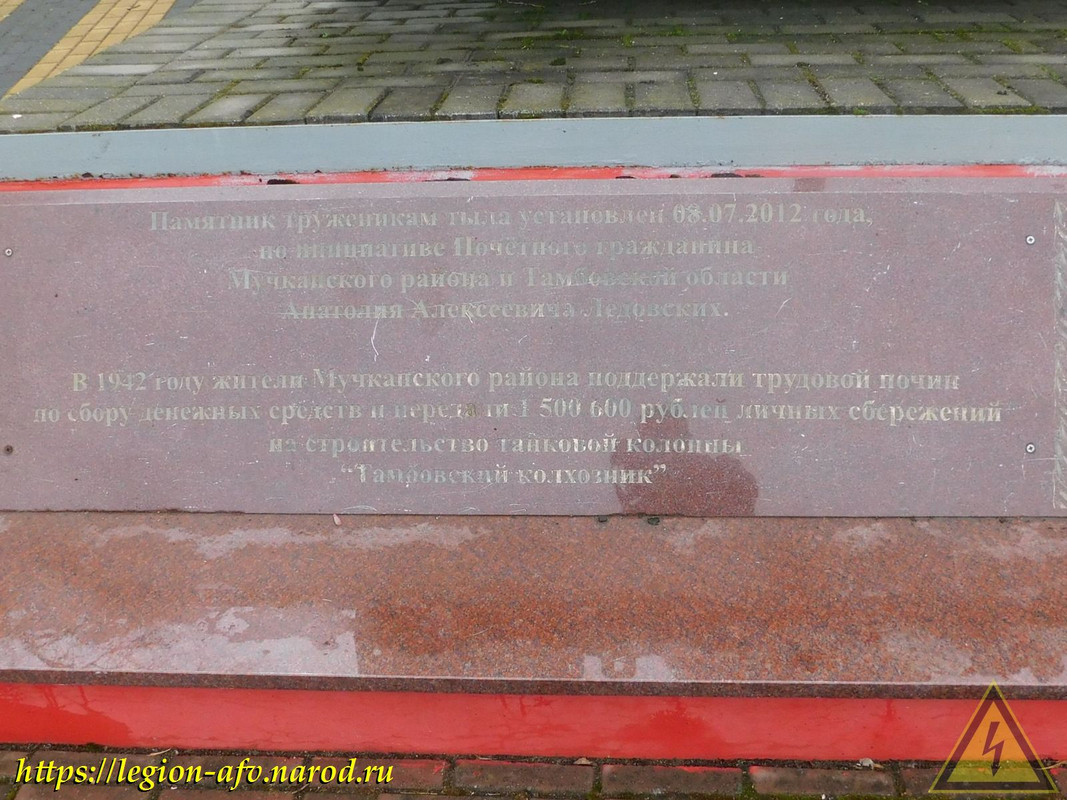 Памятник труженикам тыла установлен 08.07.2012 года,
по инициативе Почётного гражданина
Мучкапского района и Тамбовской области
Анатолия Алексеевича Ледовских.
В 1942 году жители Мучкапского района поддержали трудовой почин
по сбору денежных средств и передали 1 500 600 рублей личных сбережений
на строительство танковой колонны
“Тамбовский колхозник”
https://legion-afv.narod.ru